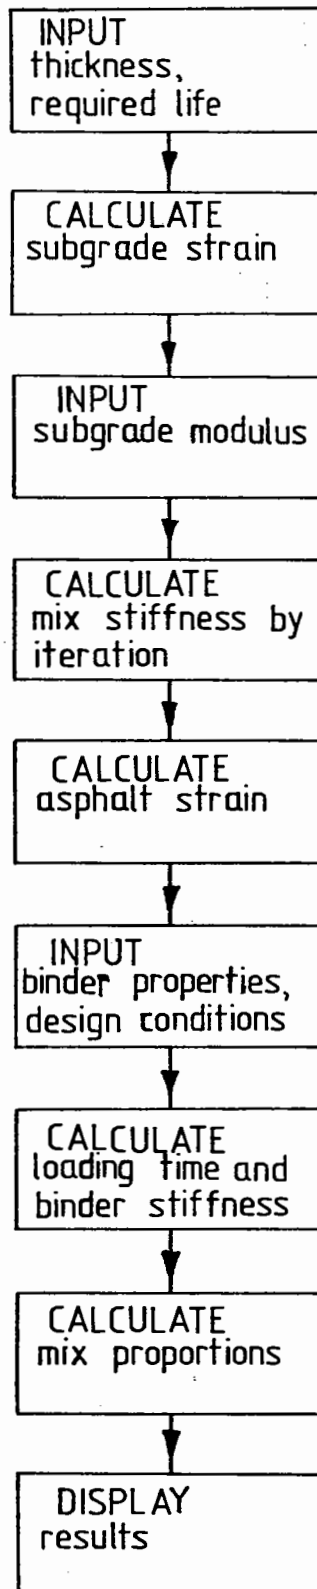 INPUT
thickness,
required life
CALCULATE
subgrade strain
INPUT
subgrade modulus
CALCULATE
mix stiffness by
iteration
CALCULATE
asphalt strain
INPUT
binder properties,
design conditions
CALCULATE
loading time and
binder stiffness
CALCULATE
mix proportions
DISPLAY
results